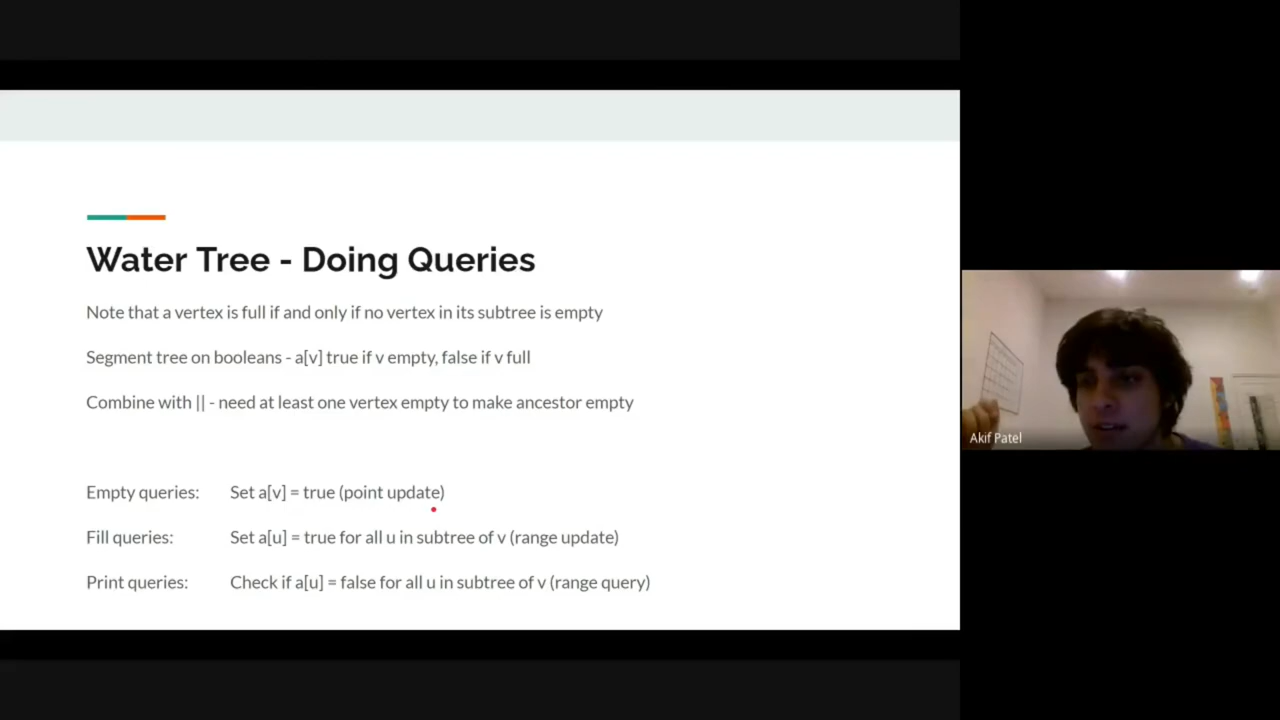 Water Tree - Doing Queries
Note that a vertex is full if and only if no vertex in its subtree is empty
Segment tree on booleans - a[v] true if v empty, false if v full
Combine with || - need at least one vertex empty to make ancestor empty
Empty queries: Set a[v] = true (point update)
Fill queries: Set a[u] = true for all u in subtree of v (range update)
Print queries: Check if a[u] = false for all u in subtree of v (range query)
Akif Patel